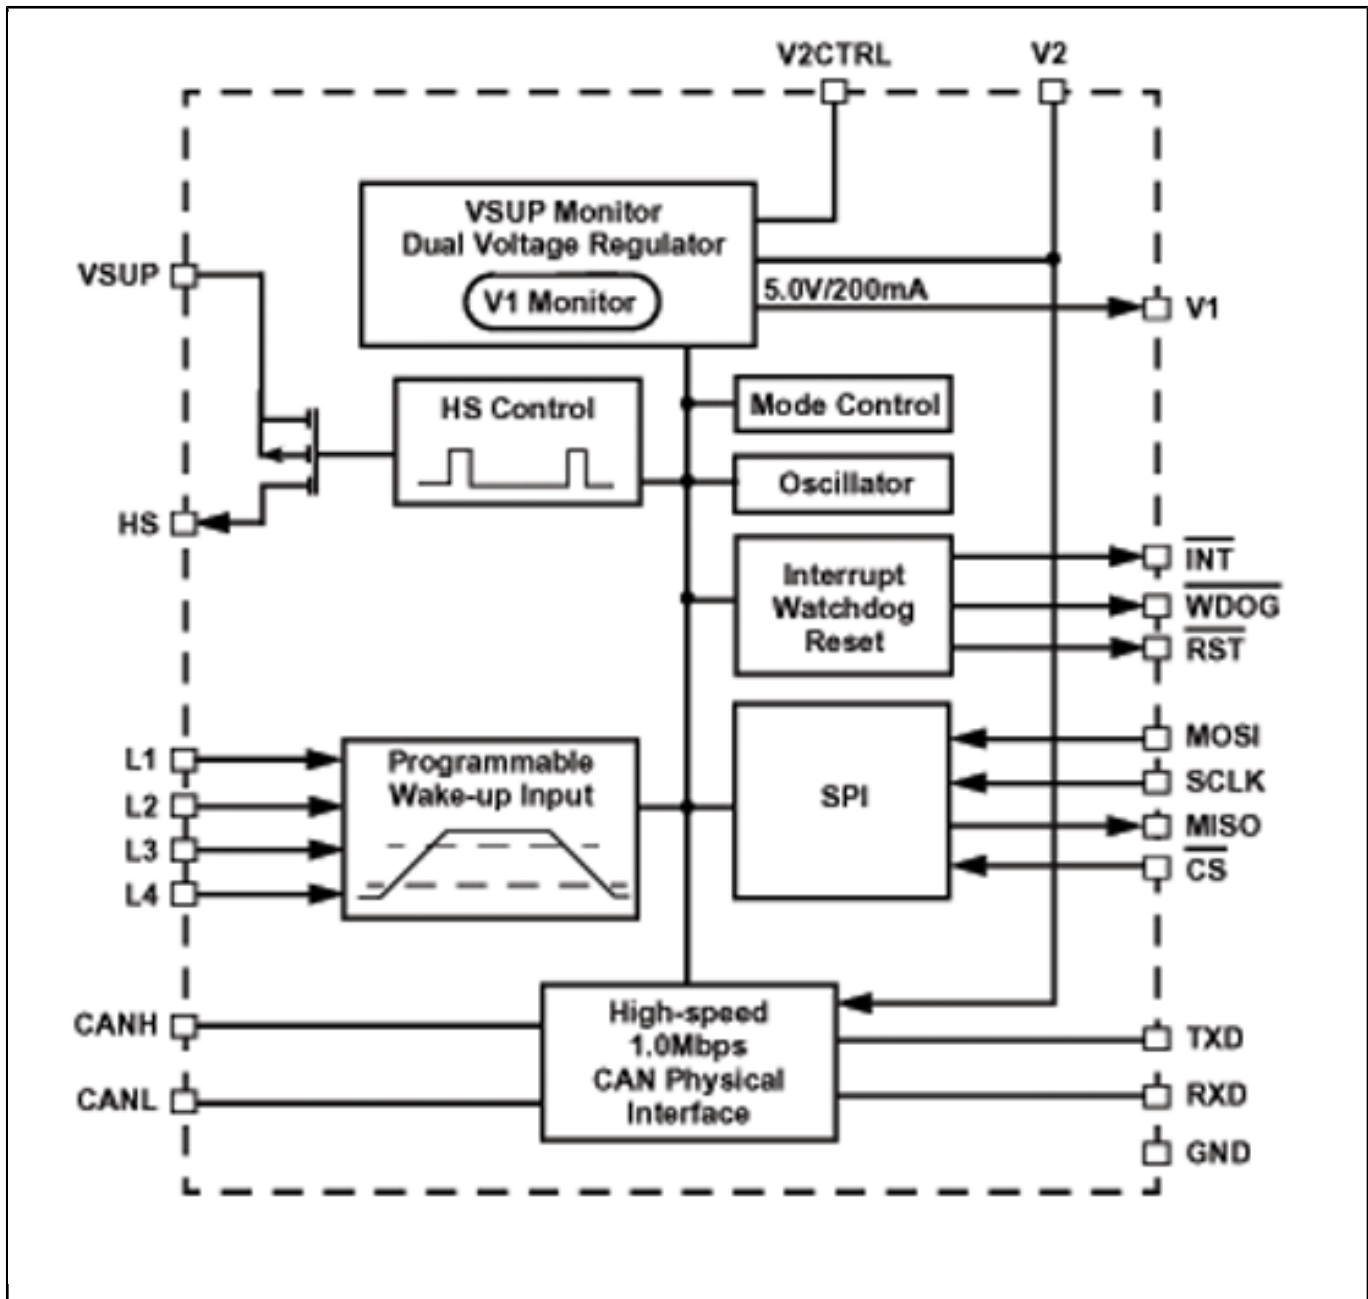 V2CTRL
V2
VSUP Monitor
Dual Voltage Regulator
V1 Monitor
5.0V/200mA
VSUP
V1
HS Control
Mode Control
Oscillator
HS
Interrupt
Watchdog
Reset
INT
WDOG
RST
L1
L2
L3
L4
Programmable
Wake-up Input
SPI
MOSI
SCLK
MISO
CS
CANH
CANL
High-speed
1.0Mbps
CAN Physical
Interface
TXD
RXD
GND